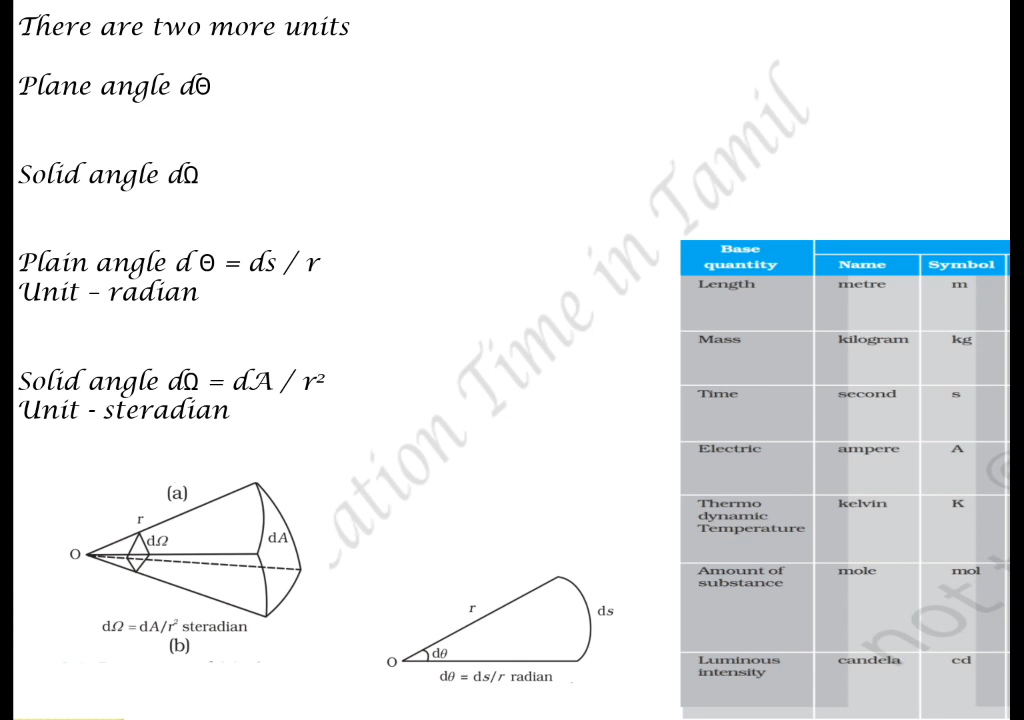 There are two more units
Plane angle dΘ
Solid angle dΩ
Plain angle d Θ = ds / r
Unit – radian
Solid angle dΩ = dA / r²
Unit - steradian
(a)
r
dΩ
dA
O
dΩ = dA/r² steradian
(b)
r
ds
O
dθ
dθ = ds/r radian
Base
quantity
Name
Symbol
Length
metre
m
Mass
kilogram
kg
Time
second
s
Electric
ampere
A
Thermo
dynamic
Temperature
kelvin
K
Amount of
substance
mole
mol
Luminous
intensity
candela
cd
ation Time in Tamil
not t